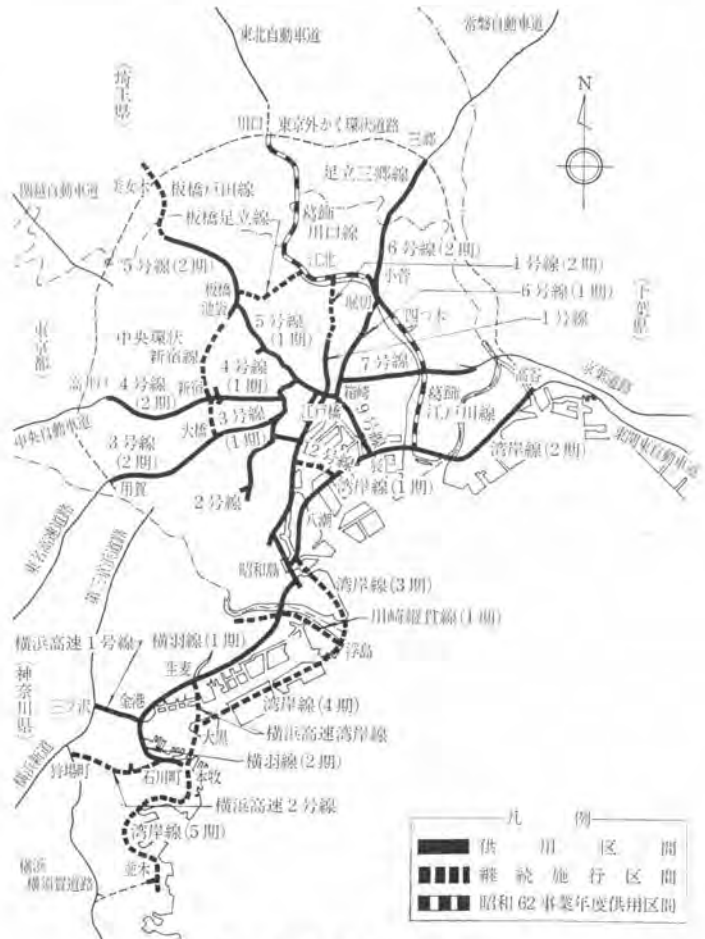 東北自動車道
常磐自動車道
(埼玉県)
N
川口
東京外かく環状道路
三郷
足立三郷線
美女木
板橋戸田線
関越自動車道
板橋足立線
葛飾
川口線
江北
6号線(2期)
小菅
1号線(2期)
5号線(2期)
板橋
池袋
堀切
6号線(1期)
(千葉県)
四つ木
1号線
(東京都)
中央環状
新宿線
5号線
(1期)
4号線
(1期)
7号線
高谷
京葉道路
高井戸
4号線
(2期)
新宿
箱崎
江戸橋
9号線
葛飾
江戸川線
中央自動車道
3号線
(2期)
大橋
3号線
(1期)
12号線
辰巳
湾岸線(2期)
東関東自動車道
用賀
湾岸線(1期)
2号線
八潮
東名高速道路
第三京浜道路
昭和島
湾岸線(3期)
川崎縦貫線(1期)
横浜高速1号線
横羽線(1期)
浮島
(神奈川県)
生麦
三ツ沢
金港
湾岸線(4期)
大黒
横浜高速湾岸線
横浜新道
横羽線(2期)
狩場町
石川町
本牧
横浜高速2号線
湾岸線(5期)
横浜
横須賀道路
並木
凡例
供用区間
継続施行区間
昭和62事業年度供用区間